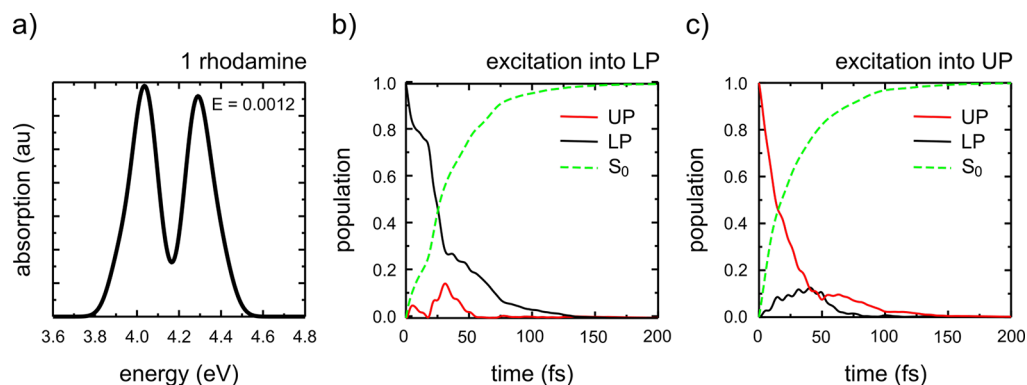 a)
1 rhodamine
E = 0.0012
absorption (au)
3.6 3.8 4.0 4.2 4.4 4.6 4.8
energy (eV)
b)
excitation into LP
1.0
0.8
0.6
0.4
0.2
0.0
UP
LP
S₀
population
0 50 100 150 200
time (fs)
c)
excitation into UP
1.0
0.8
0.6
0.4
0.2
0.0
UP
LP
S₀
population
0 50 100 150 200
time (fs)